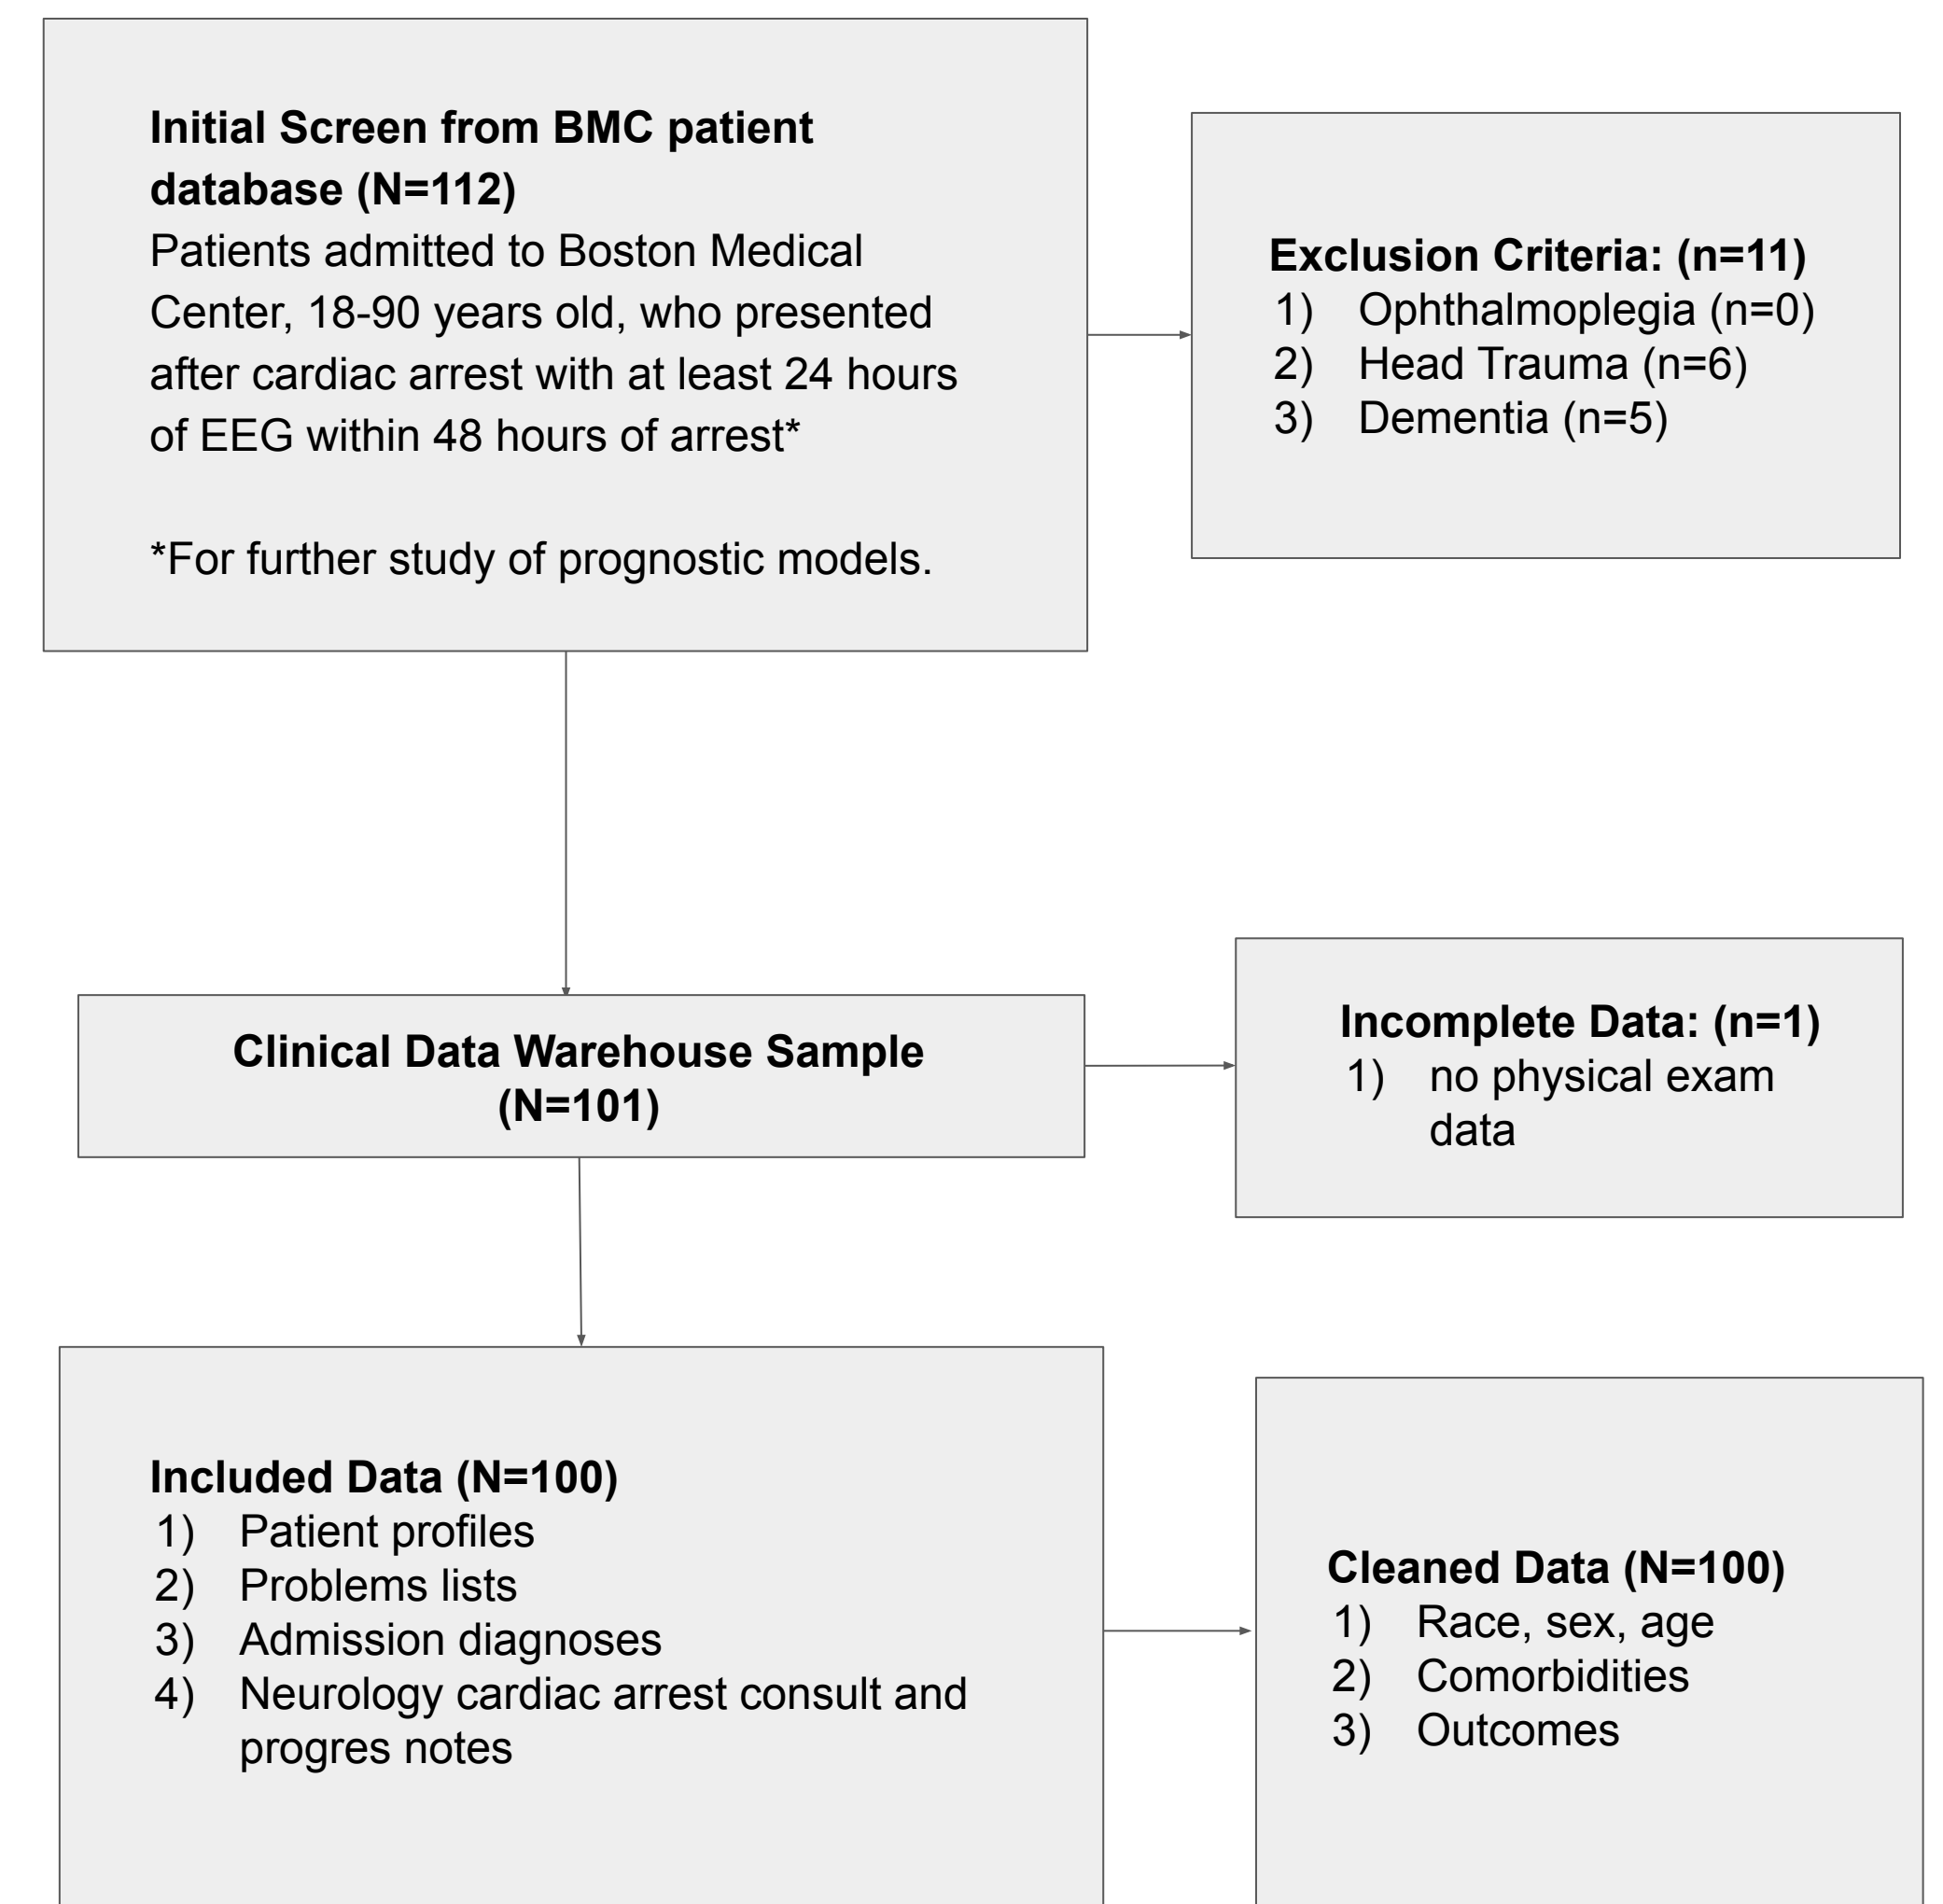 Initial Screen from BMC patient
database (N=112)
Patients admitted to Boston Medical
Center, 18-90 years old, who presented
after cardiac arrest with at least 24 hours
of EEG within 48 hours of arrest*
*For further study of prognostic models.
Exclusion Criteria: (n=11)
1) Ophthalmoplegia (n=0)
2) Head Trauma (n=6)
3) Dementia (n=5)
Clinical Data Warehouse Sample
(N=101)
Incomplete Data: (n=1)
1) no physical exam
data
Included Data (N=100)
1) Patient profiles
2) Problems lists
3) Admission diagnoses
4) Neurology cardiac arrest consult and
progres notes
Cleaned Data (N=100)
1) Race, sex, age
2) Comorbidities
3) Outcomes